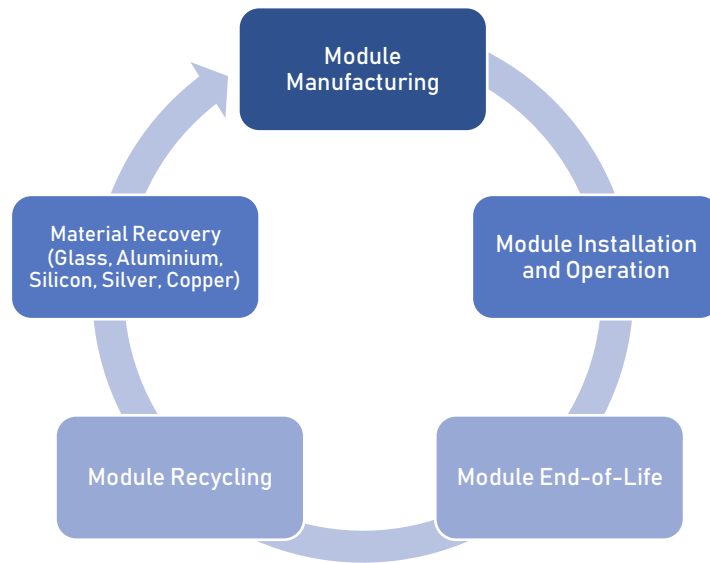 Module
Manufacturing
Module Installation
and Operation
Module End-of-Life
Module Recycling
Material Recovery
(Glass, Aluminium,
Silicon, Silver, Copper)